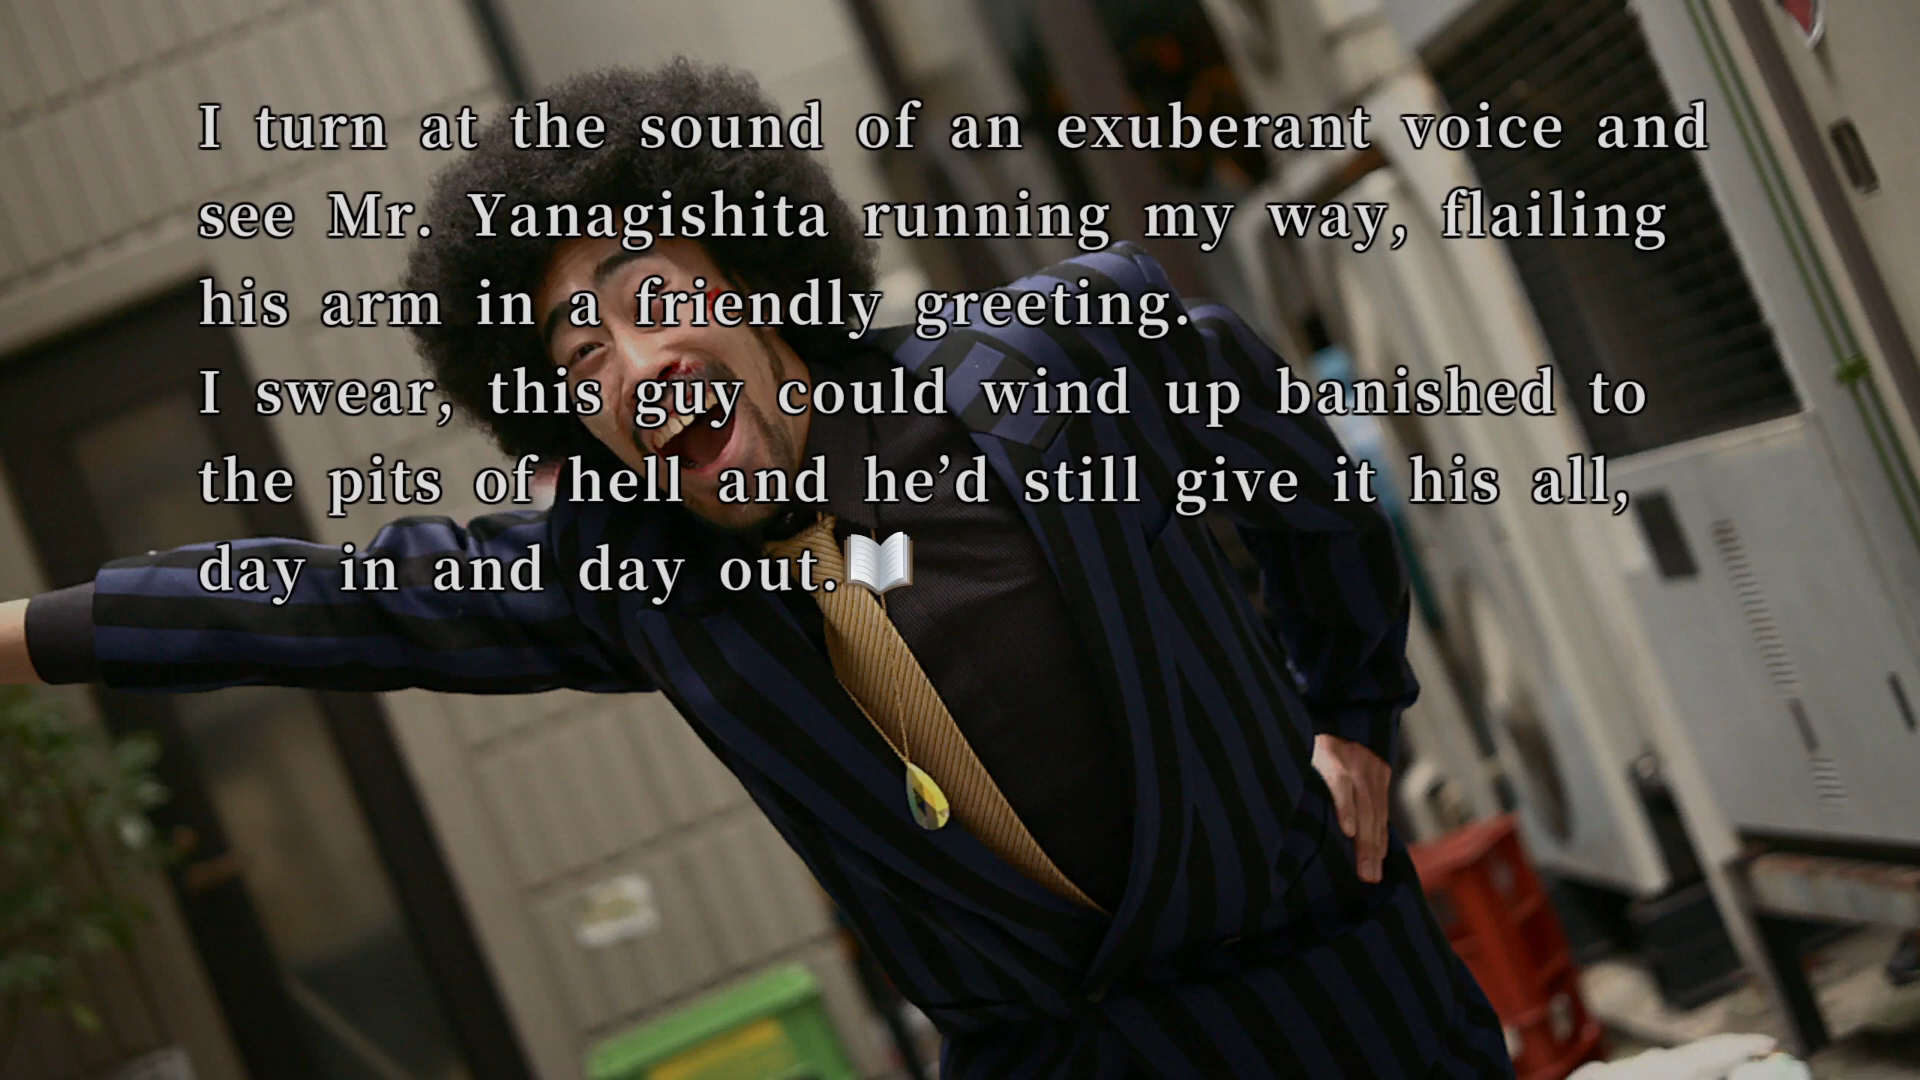 I turn at the sound of an exuberant voice and
see Mr. Yanagishita running my way, flailing
his arm in a friendly greeting.
I swear, this guy could wind up banished to
the pits of hell and he’d still give it his all,
day in and day out.